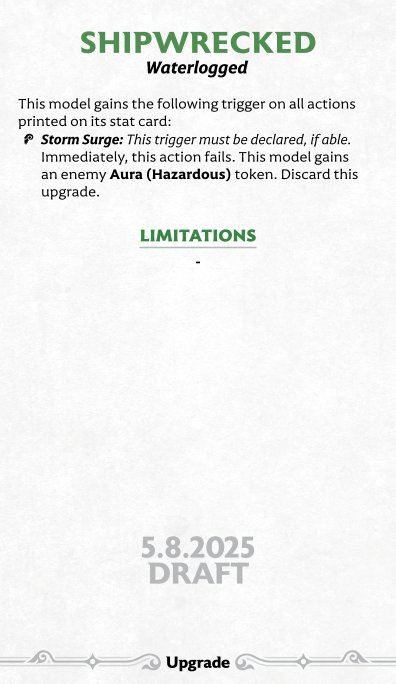 SHIPWRECKED
Waterlogged
This model gains the following trigger on all actions
printed on its stat card:
Storm Surge: This trigger must be declared, if able.
Immediately, this action fails. This model gains
an enemy Aura (Hazardous) token. Discard this
upgrade.
LIMITATIONS
-
5.8.2025
DRAFT
Upgrade